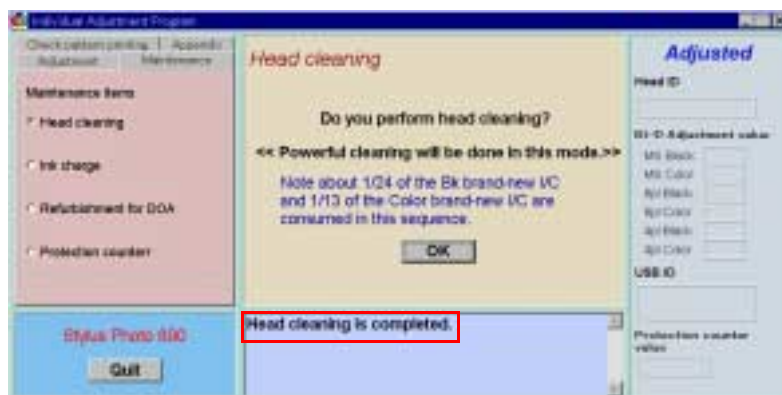 Individual Adjustment Program
Check pattern printing Appendix
Adjustment Maintenance
Maintenance items
Head cleaning
Ink charge
Refurbishment for DOA
Protection counter
Stylus Photo
Quit
Head cleaning
Do you perform head cleaning?
<< Powerful cleaning will be done in this mode.>>
Note about 1/24 of the Bk brand-new I/C
and 1/13 of the Color brand-new I/C are
consumed in this sequence.
OK
Head cleaning is completed.
Adjusted
Head ID
Bi-D Adjustment value
Black
Color
Black
Color
Black
Color
USB ID
Protection counter
value